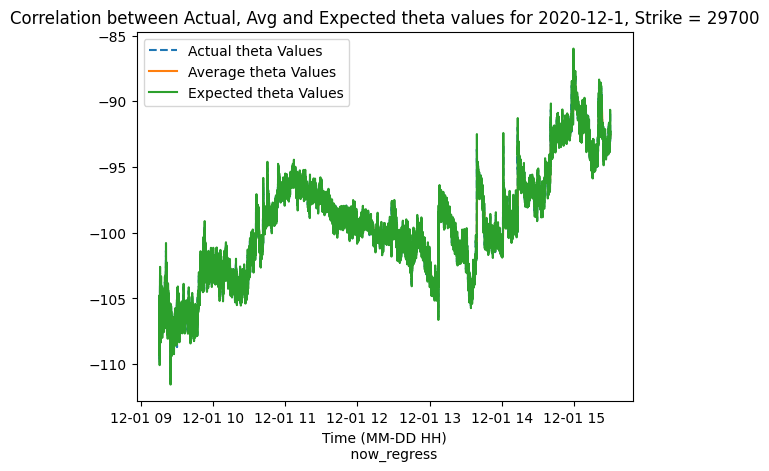 Correlation between Actual, Avg and Expected theta values for 2020-12-1, Strike = 29700
Actual theta Values
Average theta Values
Expected theta Values
−85
−90
−95
−100
−105
−110
12-01 09 12-01 10 12-01 11 12-01 12 12-01 13 12-01 14 12-01 15
Time (MM-DD HH)
now_regress